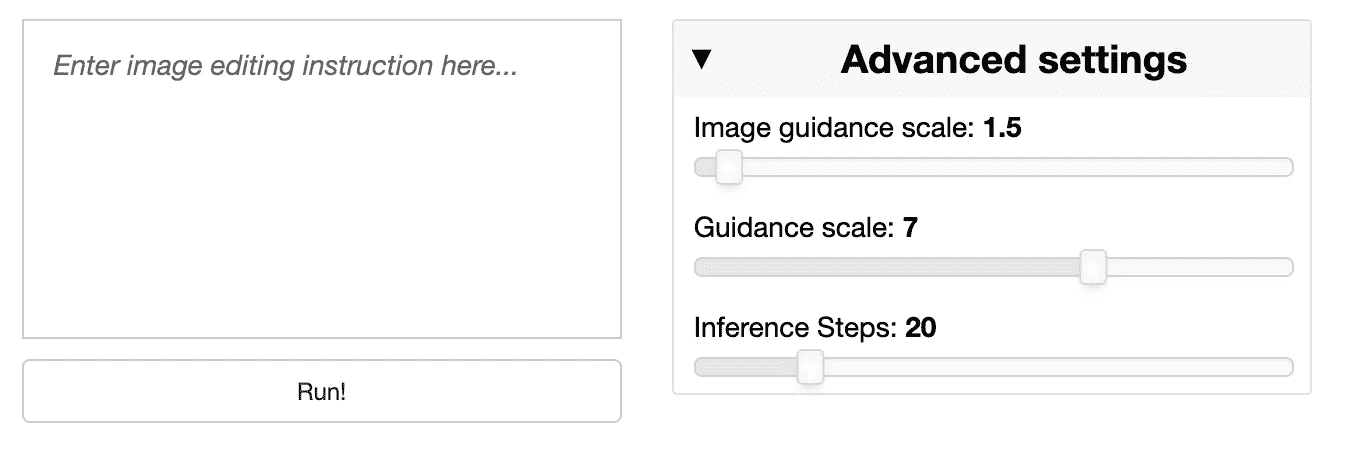 Enter image editing instruction here...
Run!
▼ Advanced settings
Image guidance scale: 1.5
Guidance scale: 7
Inference Steps: 20